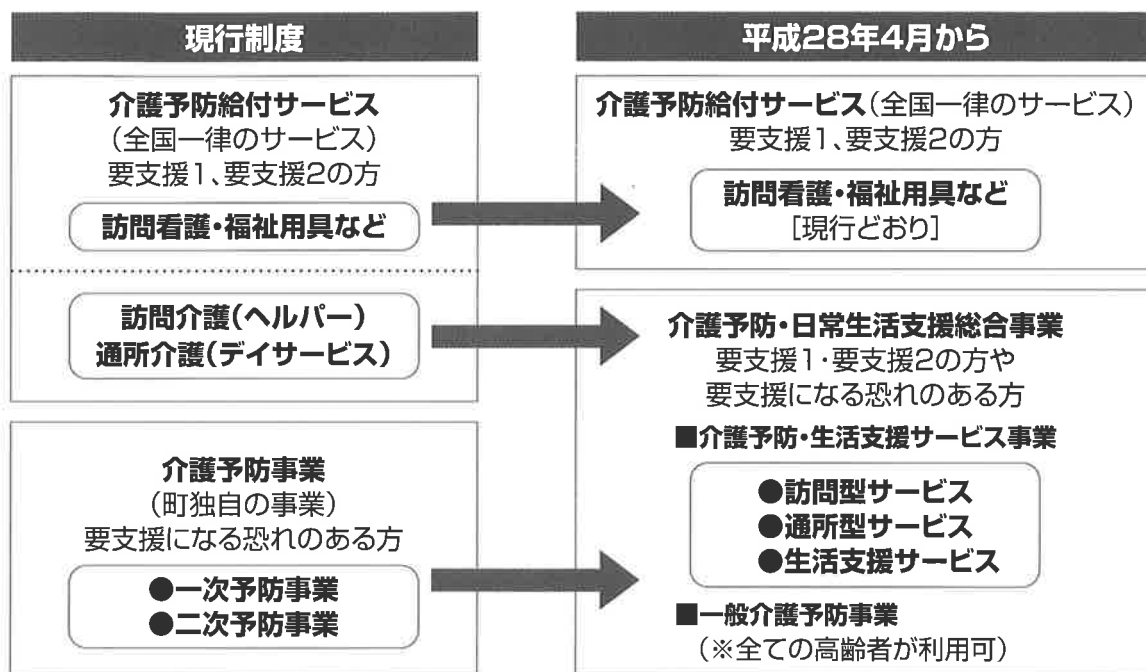 現行制度
介護予防給付サービス
(全国一律のサービス)
要支援1、要支援2の方
訪問看護・福祉用具など
訪問介護(ヘルパー)
通所介護(デイサービス)
介護予防事業
(町独自の事業)
要支援になる恐れのある方
●一次予防事業
●二次予防事業
平成28年4月から
介護予防給付サービス(全国一律のサービス)
要支援1、要支援2の方
訪問看護・福祉用具など
[現行どおり]
介護予防・日常生活支援総合事業
要支援1・要支援2の方や
要支援になる恐れのある方
■介護予防・生活支援サービス事業
●訪問型サービス
●通所型サービス
●生活支援サービス
■一般介護予防事業
(※全ての高齢者が利用可)